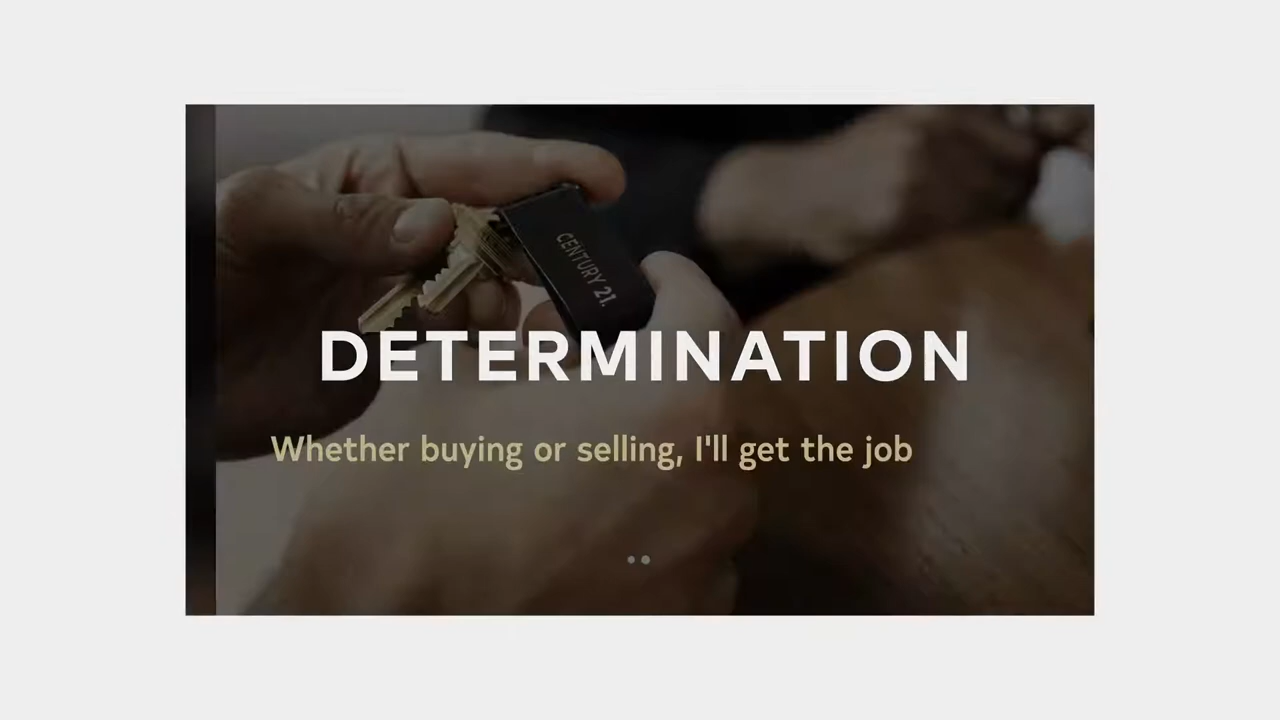 CENTURY 21.
DETERMINATION
Whether buying or selling, I'll get the job